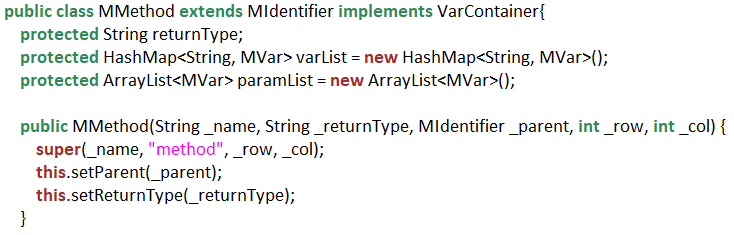 public class MMethod extends MIdentifier implements VarContainer{
protected String returnType;
protected HashMap<String, MVar> varList = new HashMap<String, MVar>();
protected ArrayList<MVar> paramList = new ArrayList<MVar>();
public MMethod(String _name, String _returnType, MIdentifier _parent, int _row, int _col) {
super(_name, "method", _row, _col);
this.setParent(_parent);
this.setReturnType(_returnType);
}